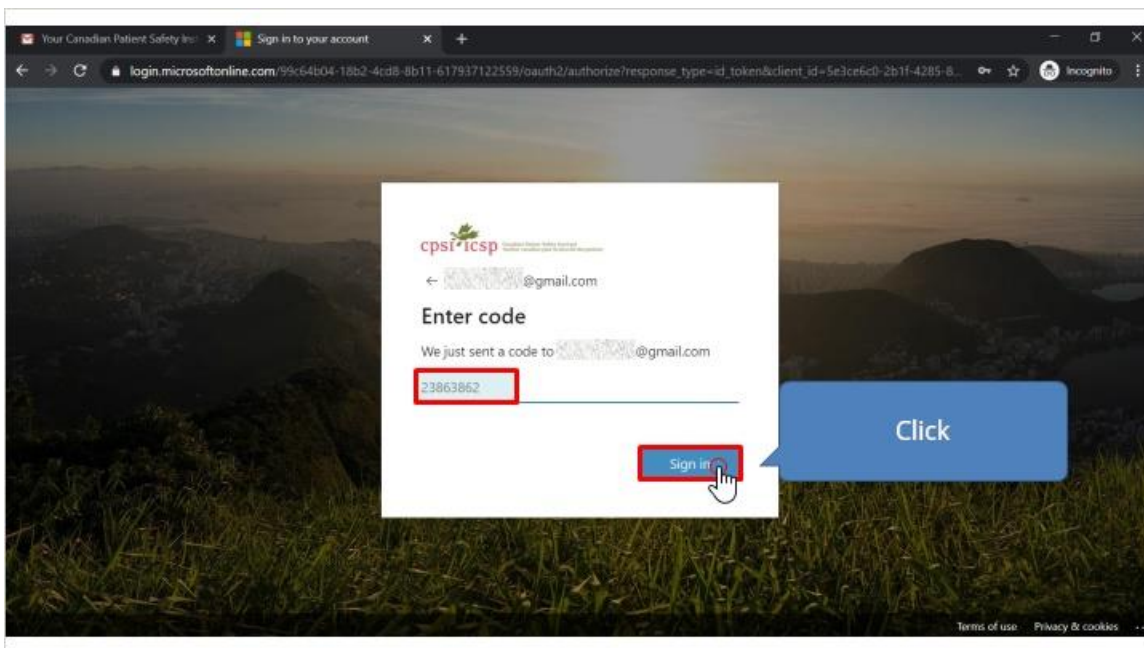 Your Canadian Patient Safety Ins
Sign in to your account
login.microsoftonline.com/99c64b04-18b2-4cd8-8b11-617937122559/oauth2/authorize?response_type=id_token&client_id=5e3ce6c0-2b1f-4285-8...
Incognito
cpsi icsp
@gmail.com
Enter code
We just sent a code to @gmail.com
23863862
Click
Sign in
Terms of use Privacy & cookies ...